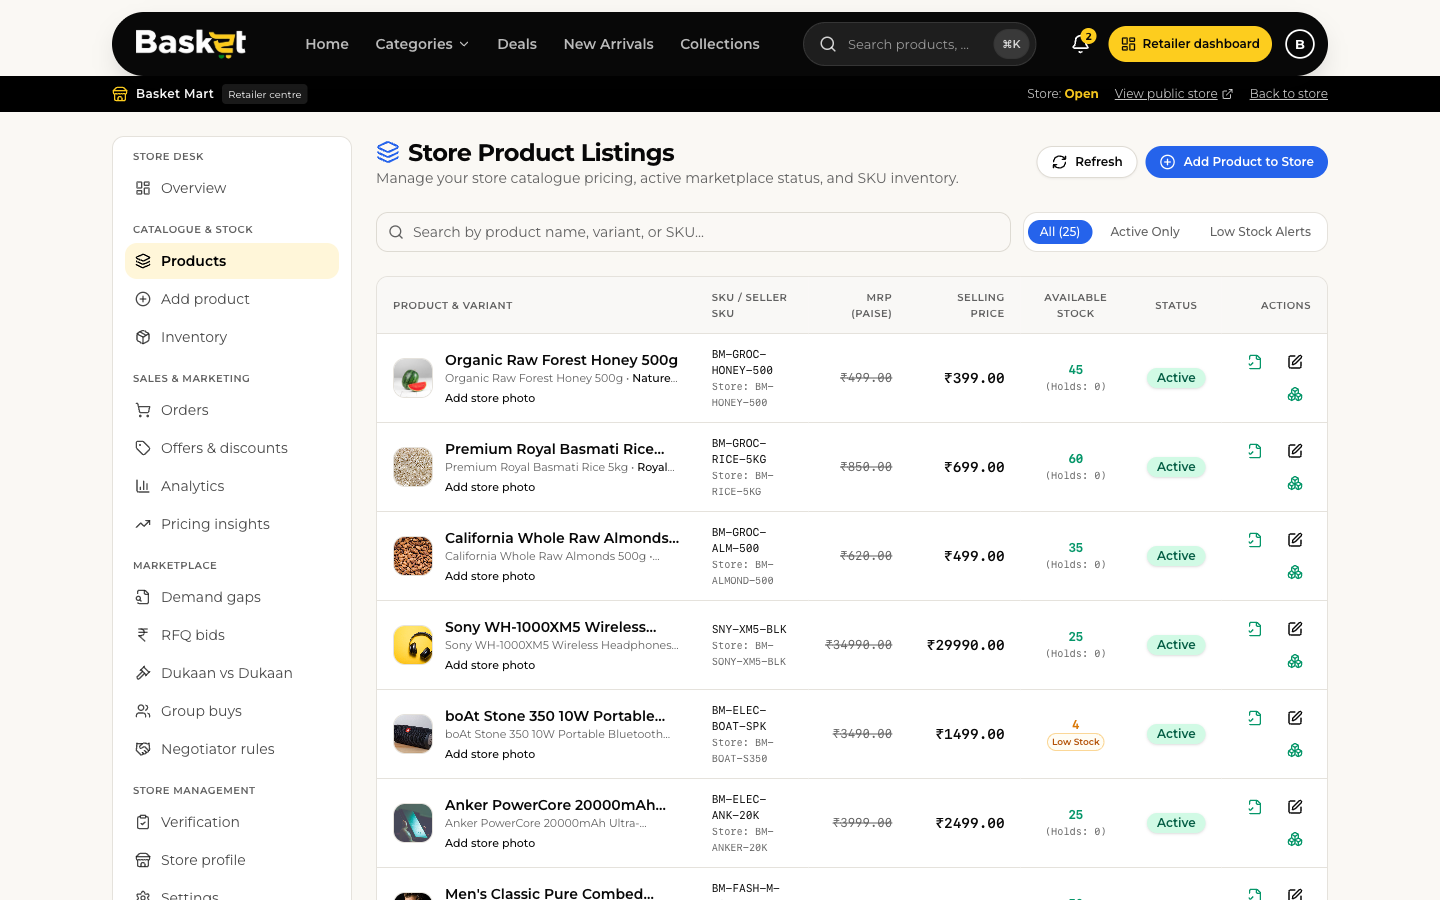 Basket
Home
Categories
Deals
New Arrivals
Collections
Search products, ...
⌘K
2
Retailer dashboard
B
Basket Mart
Retailer centre
Store: Open
View public store
Back to store
STORE DESK
Overview
CATALOGUE & STOCK
Products
Add product
Inventory
SALES & MARKETING
Orders
Offers & discounts
Analytics
Pricing insights
MARKETPLACE
Demand gaps
RFQ bids
Dukaan vs Dukaan
Group buys
Negotiator rules
STORE MANAGEMENT
Verification
Store profile
Settings
Store Product Listings
Manage your store catalogue pricing, active marketplace status, and SKU inventory.
Refresh
Add Product to Store
Search by product name, variant, or SKU...
All (25)
Active Only
Low Stock Alerts
PRODUCT & VARIANT
SKU / SELLER
SKU
MRP
(PAISE)
SELLING
PRICE
AVAILABLE
STOCK
STATUS
ACTIONS
Organic Raw Forest Honey 500g
Organic Raw Forest Honey 500g • Nature...
Add store photo
BM-GROC-
HONEY-500
Store: BM-
HONEY-500
₹499.00
₹399.00
45
(Holds: 0)
Active
Premium Royal Basmati Rice...
Premium Royal Basmati Rice 5kg • Royal...
Add store photo
BM-GROC-
RICE-5KG
Store: BM-
RICE-5KG
₹850.00
₹699.00
60
(Holds: 0)
Active
California Whole Raw Almonds...
California Whole Raw Almonds 500g •...
Add store photo
BM-GROC-
ALM-500
Store: BM-
ALMOND-500
₹620.00
₹499.00
35
(Holds: 0)
Active
Sony WH-1000XM5 Wireless...
Sony WH-1000XM5 Wireless Headphones...
Add store photo
SNY-XM5-BLK
Store: BM-
SONY-XM5-BLK
₹34990.00
₹29990.00
25
(Holds: 0)
Active
boAt Stone 350 10W Portable...
boAt Stone 350 10W Portable Bluetooth...
Add store photo
BM-ELEC-
BOAT-SPK
Store: BM-
BOAT-S350
₹3490.00
₹1499.00
4
Low Stock
Active
Anker PowerCore 20000mAh...
Anker PowerCore 20000mAh Ultra-...
Add store photo
BM-ELEC-
ANK-20K
Store: BM-
ANKER-20K
₹3999.00
₹2499.00
25
(Holds: 0)
Active
Men's Classic Pure Combed...
BM-FASH-M-